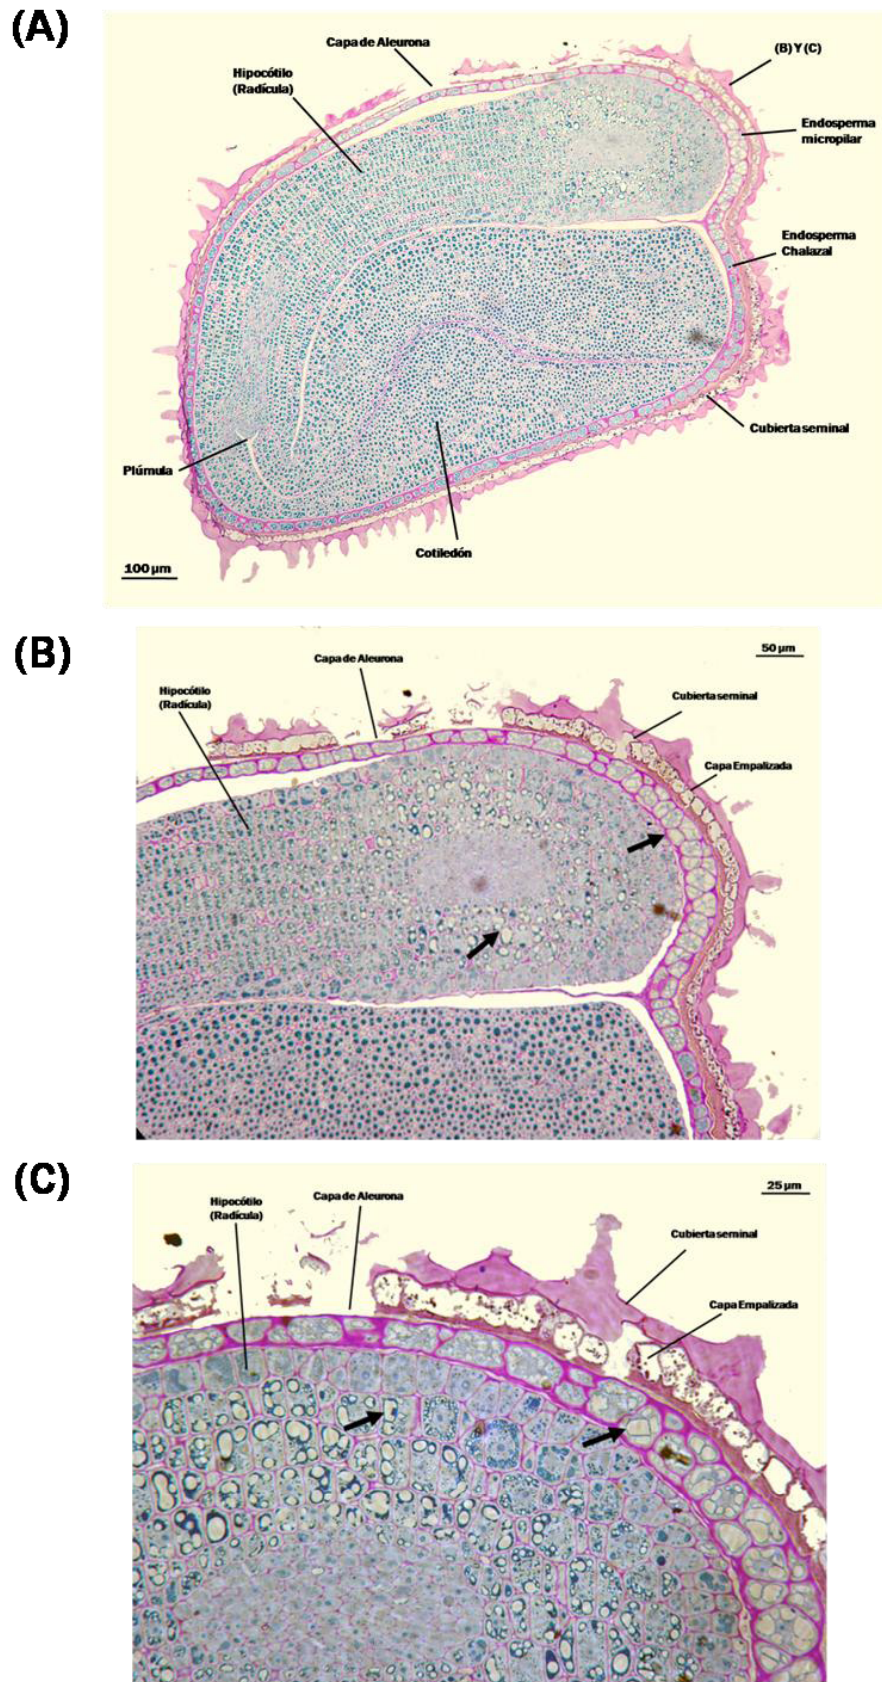 (A)
Capa de Aleurona
(B) Y (C)
Hipocótilo
(Radícula)
Endosperma
micropilar
Endosperma
Chalazal
Cubierta seminal
Plúmula
Cotiledón
100 µm
(B)
50 µm
Capa de Aleurona
Hipocótilo
(Radícula)
Cubierta seminal
Capa Empalizada
(C)
25 µm
Capa de Aleurona
Hipocótilo
(Radícula)
Cubierta seminal
Capa Empalizada